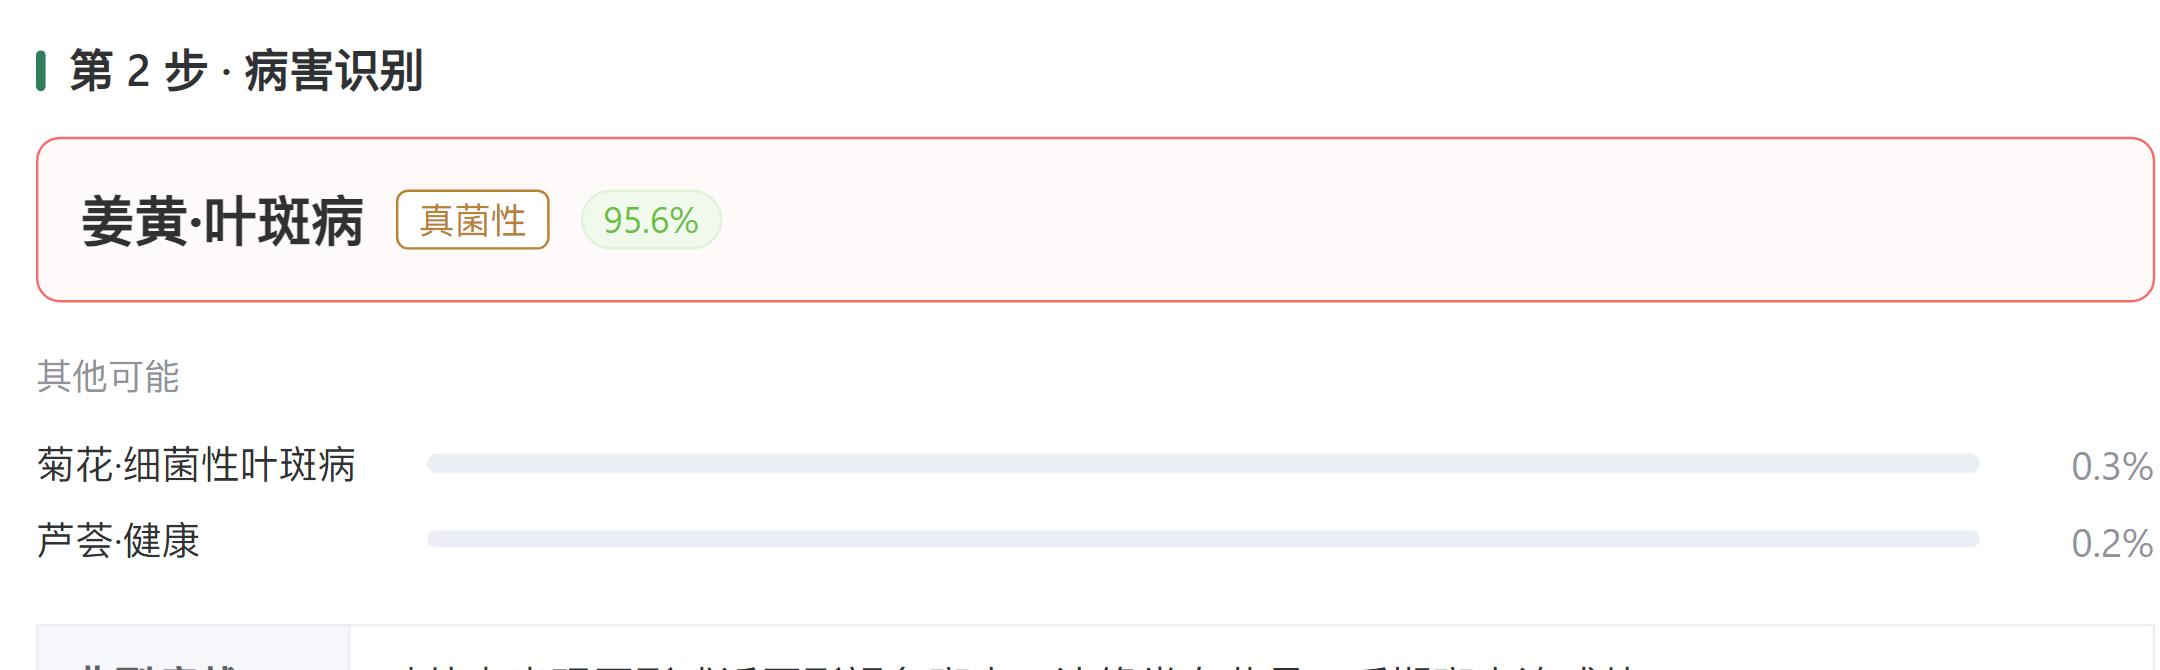 第 2 步 · 病害识别
姜黄·叶斑病 真菌性 95.6%
其他可能
菊花·细菌性叶斑病 0.3%
芦荟·健康 0.2%